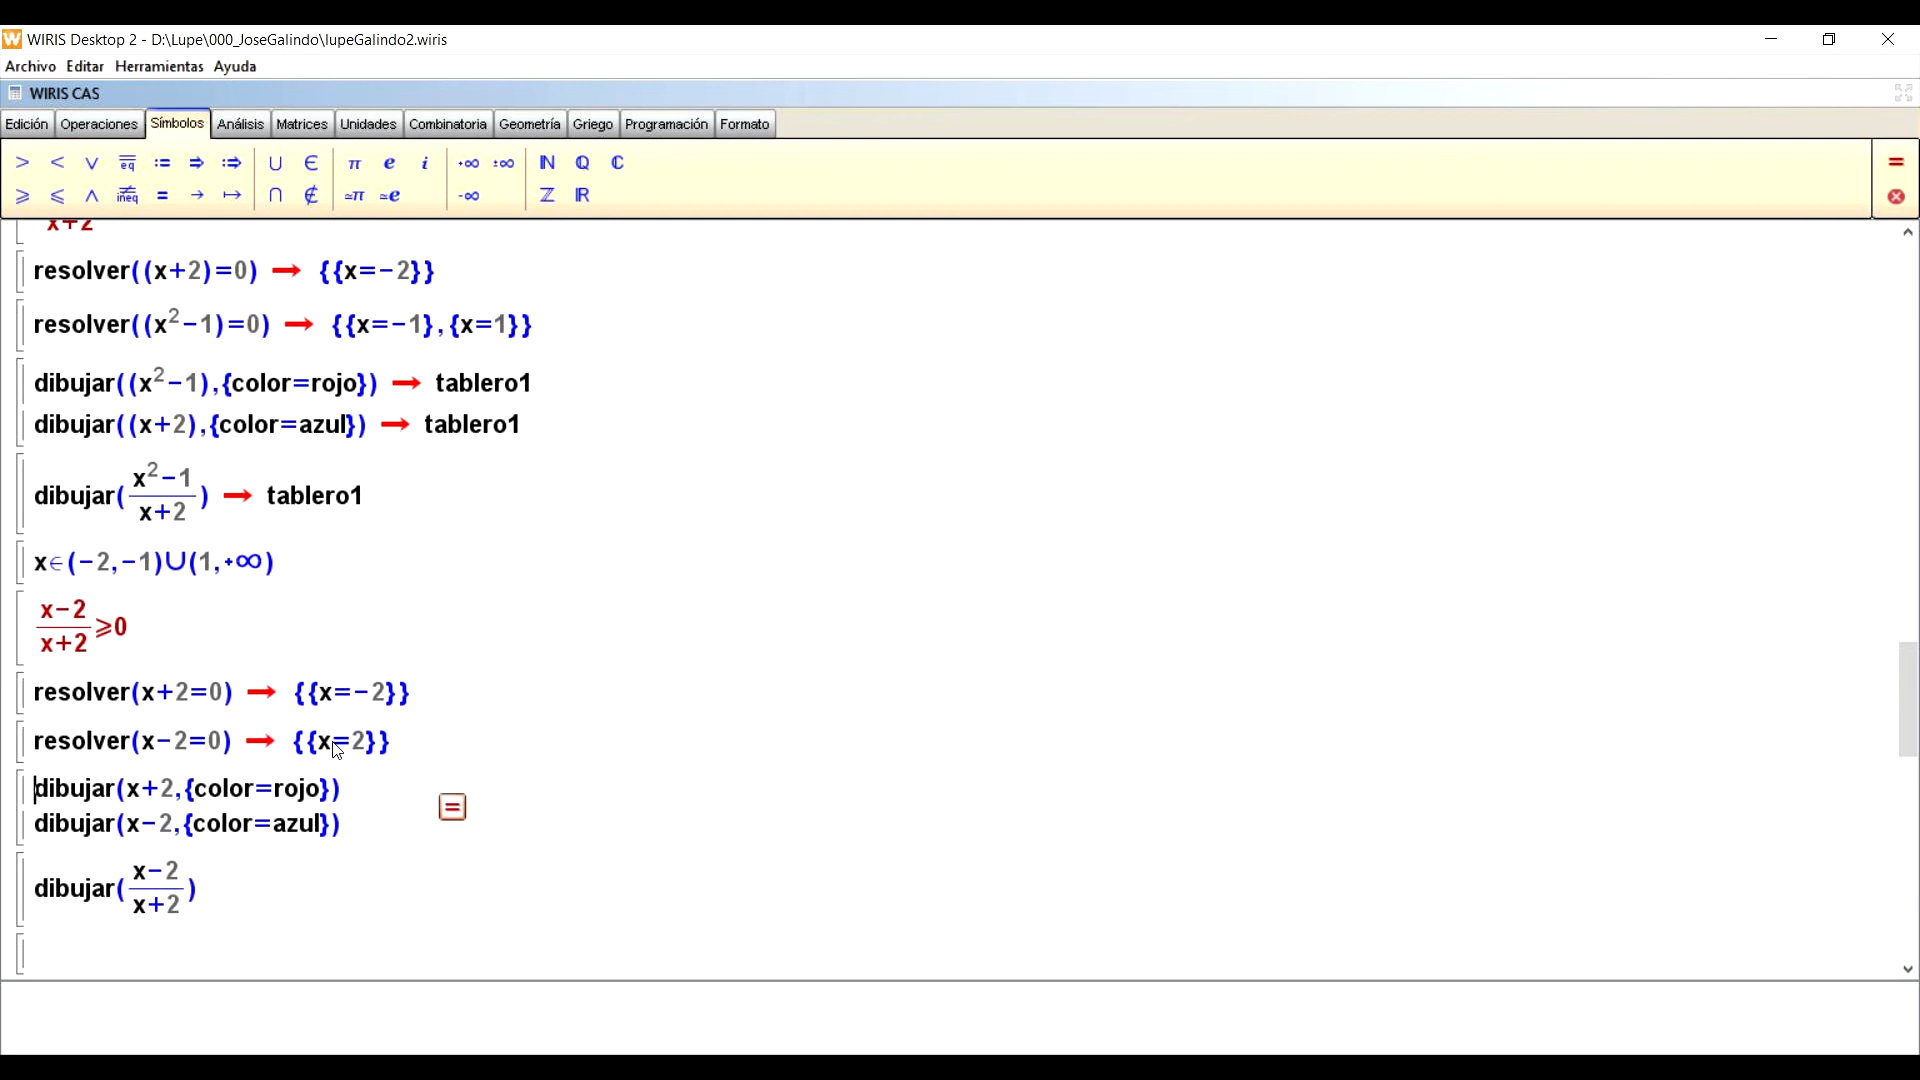 WIRIS Desktop 2 - D:\Lupe\000_JoseGalindo\lupeGalindo2.wiris
Archivo Editar Herramientas Ayuda
WIRIS CAS
Edición Operaciones Símbolos Análisis Matrices Unidades Combinatoria Geometría Griego Programación Formato
> < ∨ eq := ⇒ :⇒ ∪ ∈ π e i +∞ ±∞ ℕ ℚ ℂ =
≥ ≤ ∧ ineq = → ↦ ∩ ∉ ≃π ≃e -∞ ℤ ℝ
x+2
resolver((x+2)=0) → {{x=-2}}
resolver((x²-1)=0) → {{x=-1},{x=1}}
dibujar((x²-1),{color=rojo}) → tablero1
dibujar((x+2),{color=azul}) → tablero1
dibujar((x²-1)/(x+2)) → tablero1
x∈(-2,-1)∪(1,+∞)
(x-2)/(x+2)≥0
resolver(x+2=0) → {{x=-2}}
resolver(x-2=0) → {{x=2}}
dibujar(x+2,{color=rojo})
=
dibujar(x-2,{color=azul})
dibujar((x-2)/(x+2))